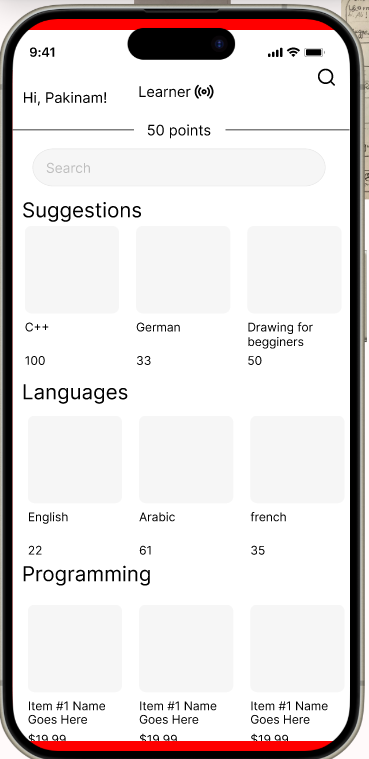 9:41
Hi, Pakinam!
Learner
50 points
Search
Suggestions
C++ German Drawing for
begginers
100 33 50
Languages
English Arabic french
22 61 35
Programming
Item #1 Name Item #1 Name Item #1 Name
Goes Here Goes Here Goes Here
$19.99 $19.99 $19.99